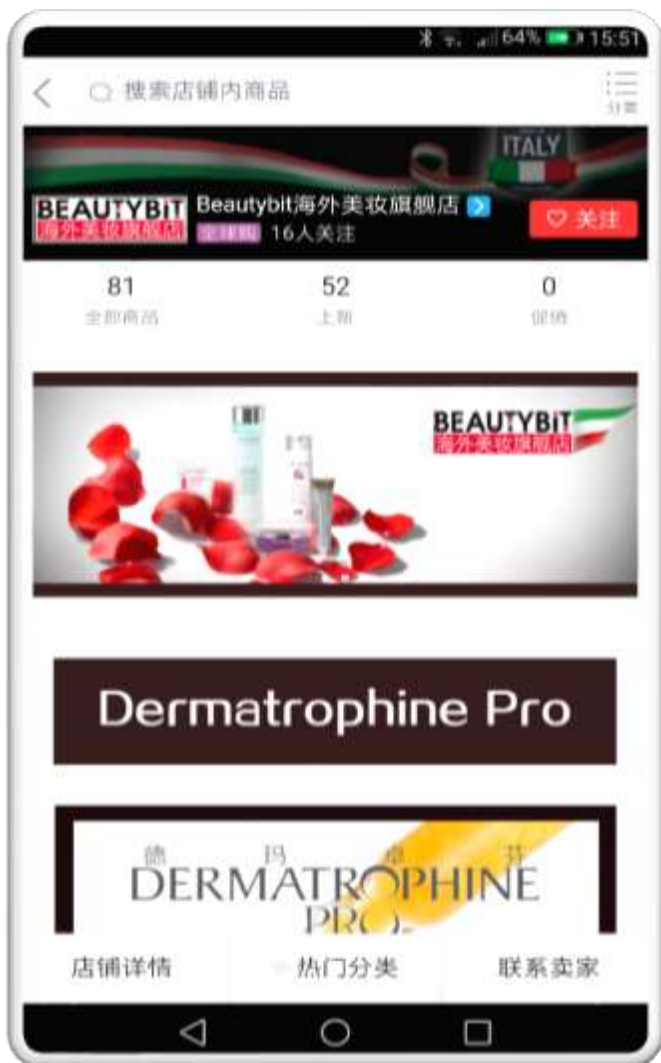 64% 15:51
搜索店铺内商品
分类
ITALY
BEAUTYBIT
海外美妆旗舰店
Beautybit海外美妆旗舰店
全球购 16人关注
关注
81 52 0
全部商品 上新 促销
BEAUTYBIT
海外美妆旗舰店
Dermatrophine Pro
德玛卓芬
DERMATROPHINE
PRO
店铺详情 热门分类 联系卖家